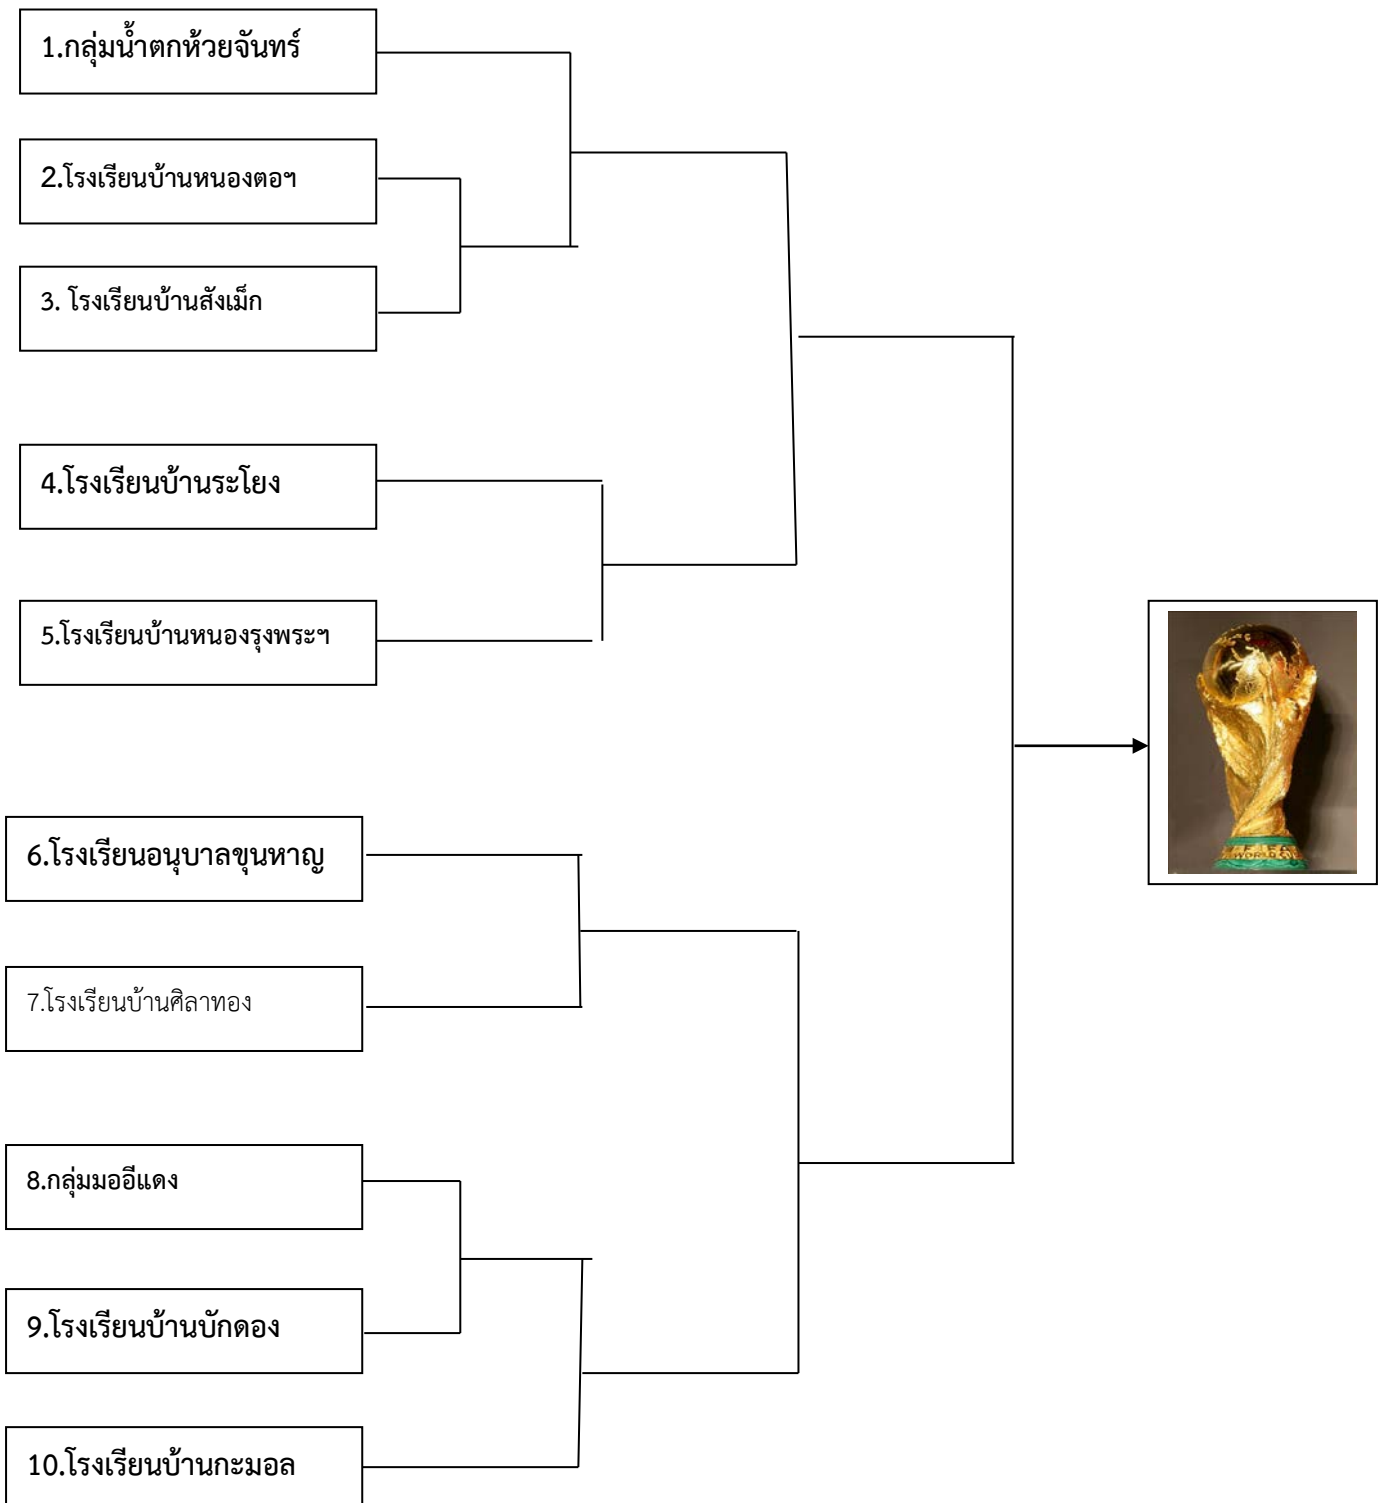 1.กลุ่มน้ำตกห้วยจันทร์
2.โรงเรียนบ้านหนองตอฯ
3. โรงเรียนบ้านสังเม็ก
4.โรงเรียนบ้านระโยง
5.โรงเรียนบ้านหนองรุงพระฯ
6.โรงเรียนอนุบาลขุนหาญ
7.โรงเรียนบ้านศิลาทอง
8.กลุ่มมออีแดง
9.โรงเรียนบ้านบักดอง
10.โรงเรียนบ้านกะมอล
FIFA
WORLD CUP